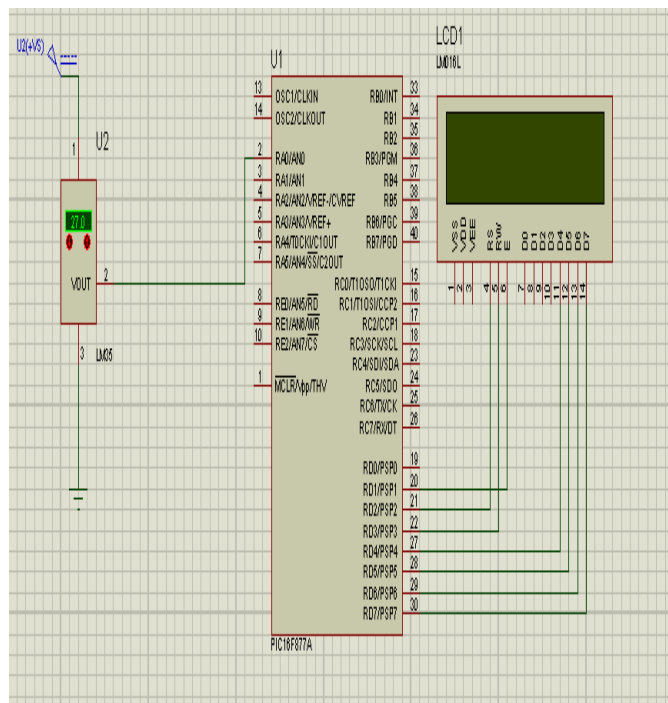 U2(+VS)
U2
1
27.0
VOUT
2
3
LM35
U1
13 OSC1/CLKIN
14 OSC2/CLKOUT
2 RA0/AN0
3 RA1/AN1
4 RA2/AN2/VREF-/CVREF
5 RA3/AN3/VREF+
6 RA4/T0CKI/C1OUT
7 RA5/AN4/SS/C2OUT
8 RE0/AN5/RD
9 RE1/AN6/WR
10 RE2/AN7/CS
1 MCLR/Vpp/THV
RB0/INT 33
RB1 34
RB2 35
RB3/PGM 36
RB4 37
RB5 38
RB6/PGC 39
RB7/PGD 40
RC0/T1OSO/T1CKI 15
RC1/T1OSI/CCP2 16
RC2/CCP1 17
RC3/SCK/SCL 18
RC4/SDI/SDA 23
RC5/SDO 24
RC6/TX/CK 25
RC7/RX/DT 26
RD0/PSP0 19
RD1/PSP1 20
RD2/PSP2 21
RD3/PSP3 22
RD4/PSP4 27
RD5/PSP5 28
RD6/PSP6 29
RD7/PSP7 30
PIC16F877A
LCD1
LM016L
VSS VDD VEE RS RW E D0 D1 D2 D3 D4 D5 D6 D7
1 2 3 4 5 6 7 8 9 10 11 12 13 14